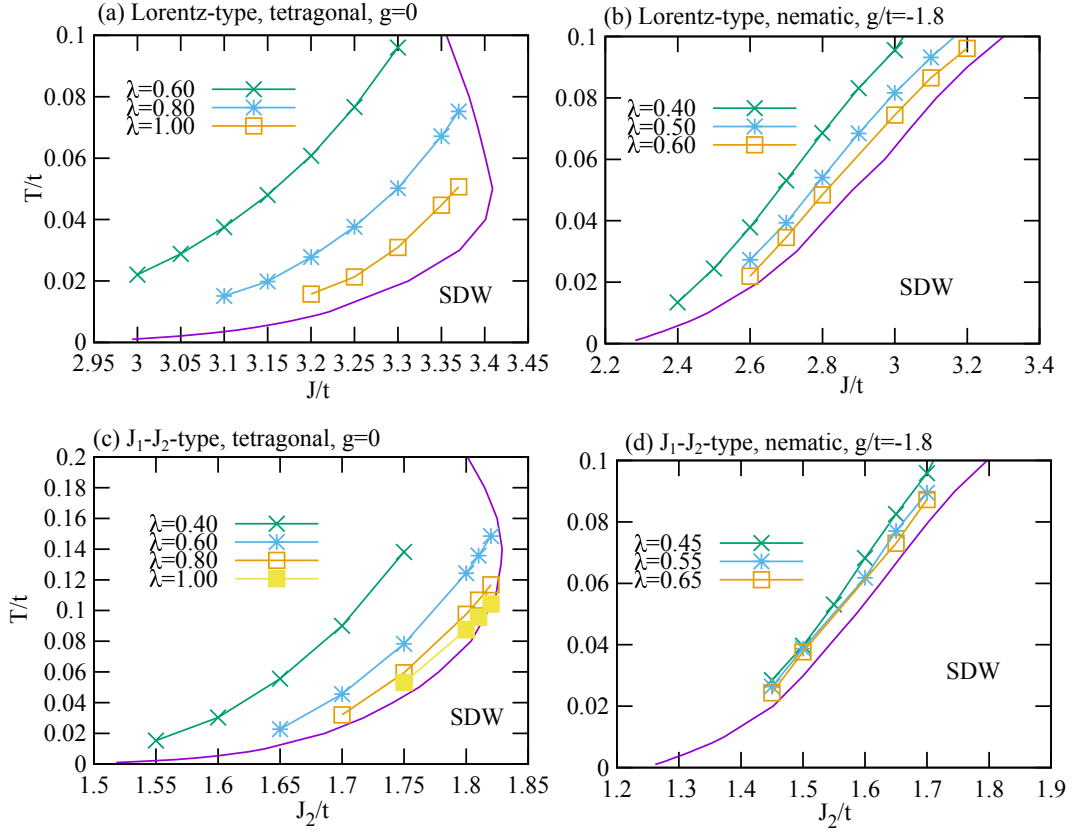 (a) Lorentz-type, tetragonal, g=0
0.1
0.08
0.06
0.04
0.02
0
T/t
λ=0.60
λ=0.80
λ=1.00
SDW
2.95 3 3.05 3.1 3.15 3.2 3.25 3.3 3.35 3.4 3.45
J/t
(b) Lorentz-type, nematic, g/t=-1.8
0.1
0.08
0.06
0.04
0.02
0
λ=0.40
λ=0.50
λ=0.60
SDW
2.2 2.4 2.6 2.8 3 3.2 3.4
J/t
(c) J₁-J₂-type, tetragonal, g=0
0.2
0.18
0.16
0.14
0.12
0.1
0.08
0.06
0.04
0.02
0
T/t
λ=0.40
λ=0.60
λ=0.80
λ=1.00
SDW
1.5 1.55 1.6 1.65 1.7 1.75 1.8 1.85
J₂/t
(d) J₁-J₂-type, nematic, g/t=-1.8
0.1
0.08
0.06
0.04
0.02
0
λ=0.45
λ=0.55
λ=0.65
SDW
1.2 1.3 1.4 1.5 1.6 1.7 1.8 1.9
J₂/t